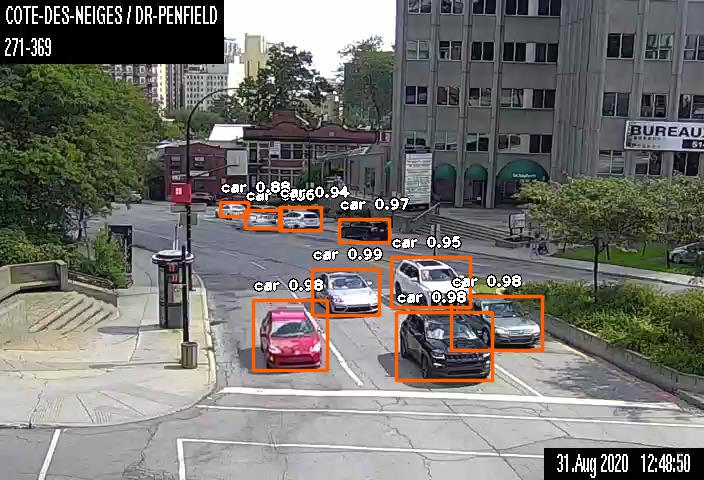 COTE-DES-NEIGES / DR-PENFIELD
271-369
BUREAU
car 0.88
car 0.94
car 0.97
car 0.95
car 0.99
car 0.98
car 0.98
car 0.98
31.Aug 2020 12:48:50